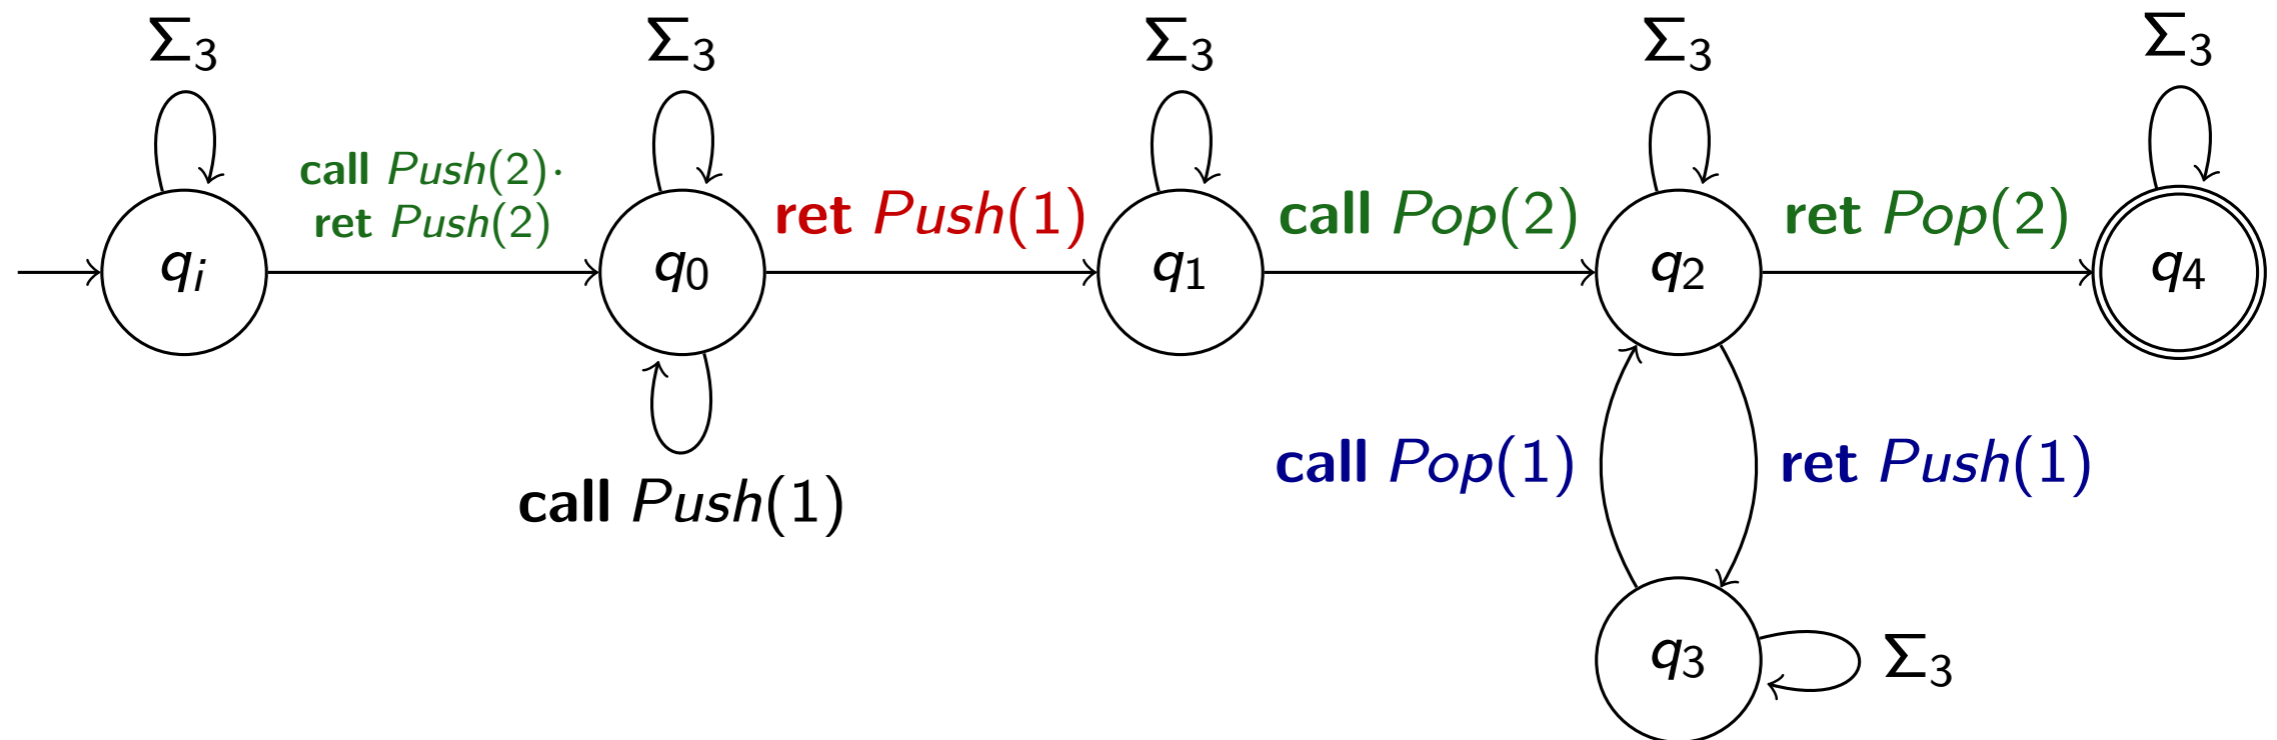 Σ₃ Σ₃ Σ₃ Σ₃ Σ₃
call Push(2)·
ret Push(2)
ret Push(1)
call Pop(2)
ret Pop(2)
qᵢ q₀ q₁ q₂ q₄
call Push(1)
call Pop(1)
ret Push(1)
q₃ Σ₃